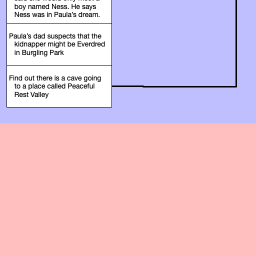 boy named Ness. He says
Ness was in Paula's dream.
Paula's dad suspects that the
kidnapper might be Everdred
in Burgling Park
Find out there is a cave going
to a place called Peaceful
Rest Valley